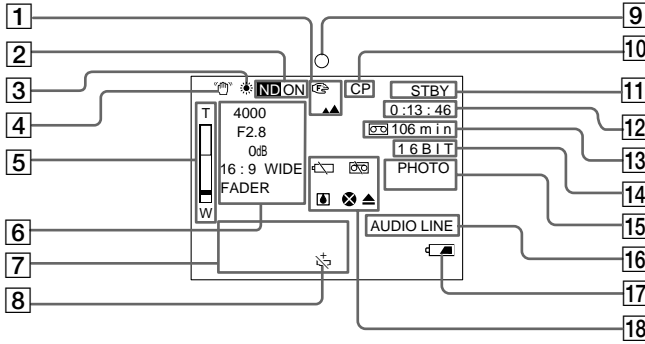 1
2
3
4
5
6
7
8
9
10
11
12
13
14
15
16
17
18
ND ON
CP
STBY
0:13:46
106 min
16BIT
PHOTO
T
W
4000
F2.8
0dB
16:9 WIDE
FADER
AUDIO LINE